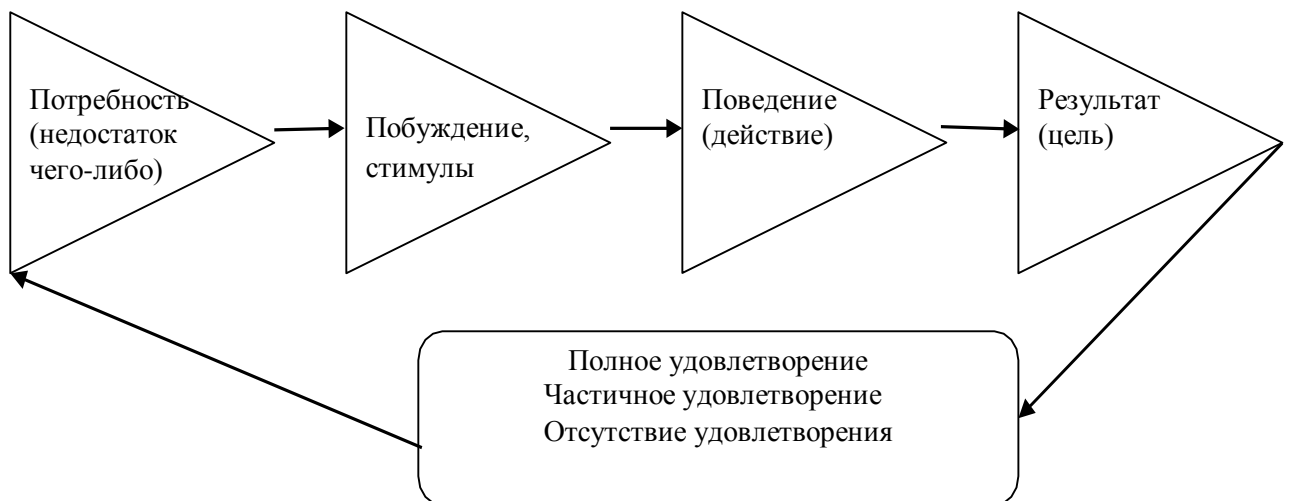 Потребность
(недостаток
чего-либо)
Побуждение,
стимулы
Поведение
(действие)
Результат
(цель)
Полное удовлетворение
Частичное удовлетворение
Отсутствие удовлетворения